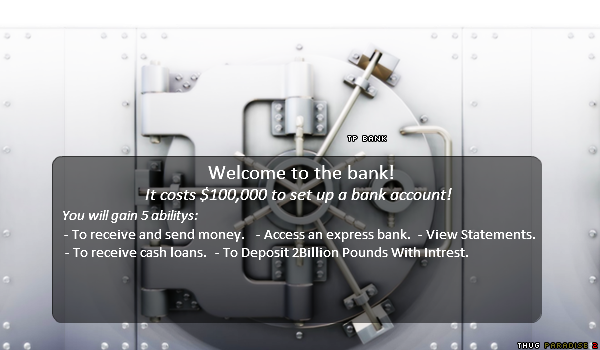 TP BANK
Welcome to the bank!
It costs $100,000 to set up a bank account!
You will gain 5 abilitys:
- To receive and send money. - Access an express bank. - View Statements.
- To receive cash loans. - To Deposit 2Billion Pounds With Intrest.
THUG PARADISE 2